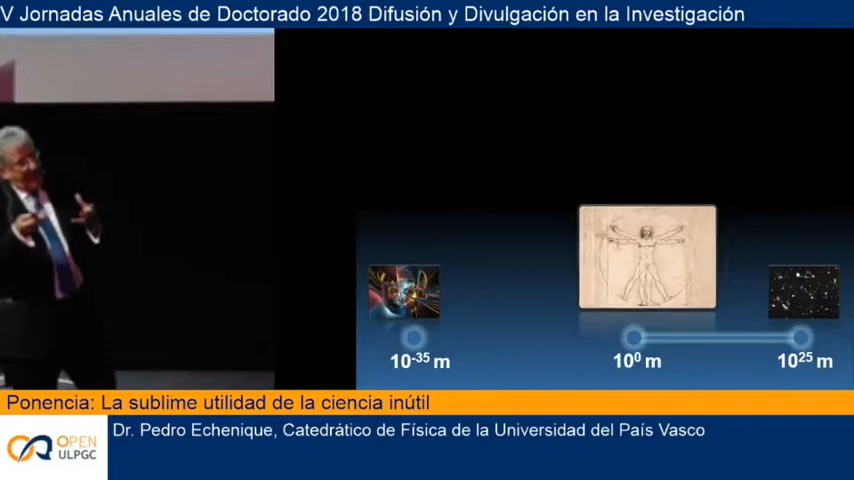 V Jornadas Anuales de Doctorado 2018 Difusión y Divulgación en la Investigación
10-35 m
10⁰ m
10²⁵ m
Ponencia: La sublime utilidad de la ciencia inútil
OPEN
ULPGC
Dr. Pedro Echenique, Catedrático de Física de la Universidad del País Vasco